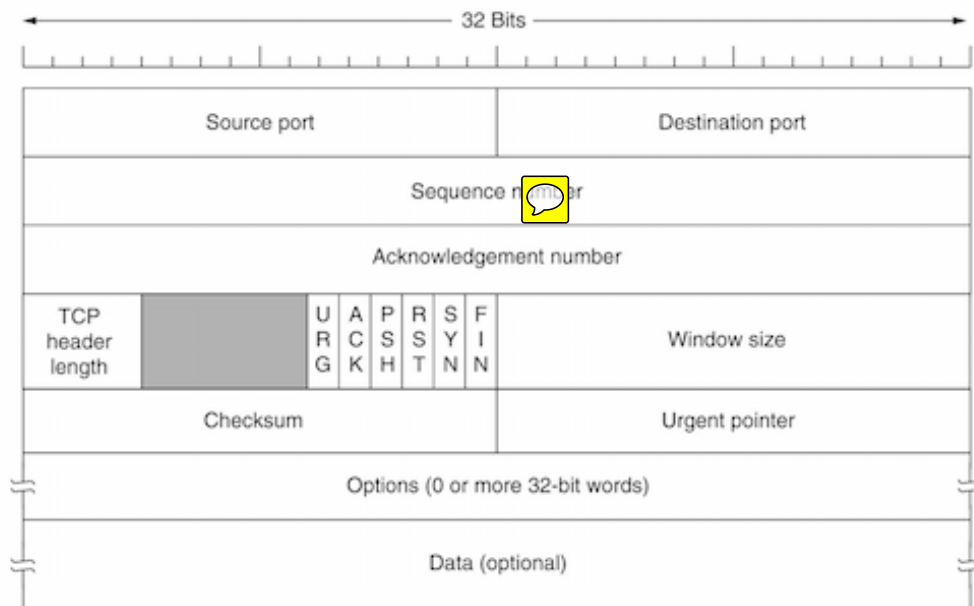 32 Bits
Source port
Destination port
Sequence number
Acknowledgement number
TCP
header
length
URG
ACK
PSH
RST
SYN
FIN
Window size
Checksum
Urgent pointer
Options (0 or more 32-bit words)
Data (optional)